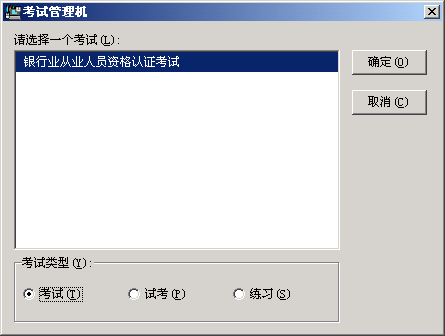 考试管理机
请选择一个考试(L):
银行业从业人员资格认证考试
确定(O)
取消(C)
考试类型(Y):
考试(T) 试考(P) 练习(S)